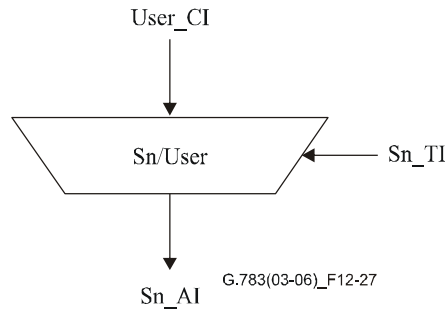 User_CI
Sn/User
Sn_TI
Sn_AI
G.783(03-06)_F12-27